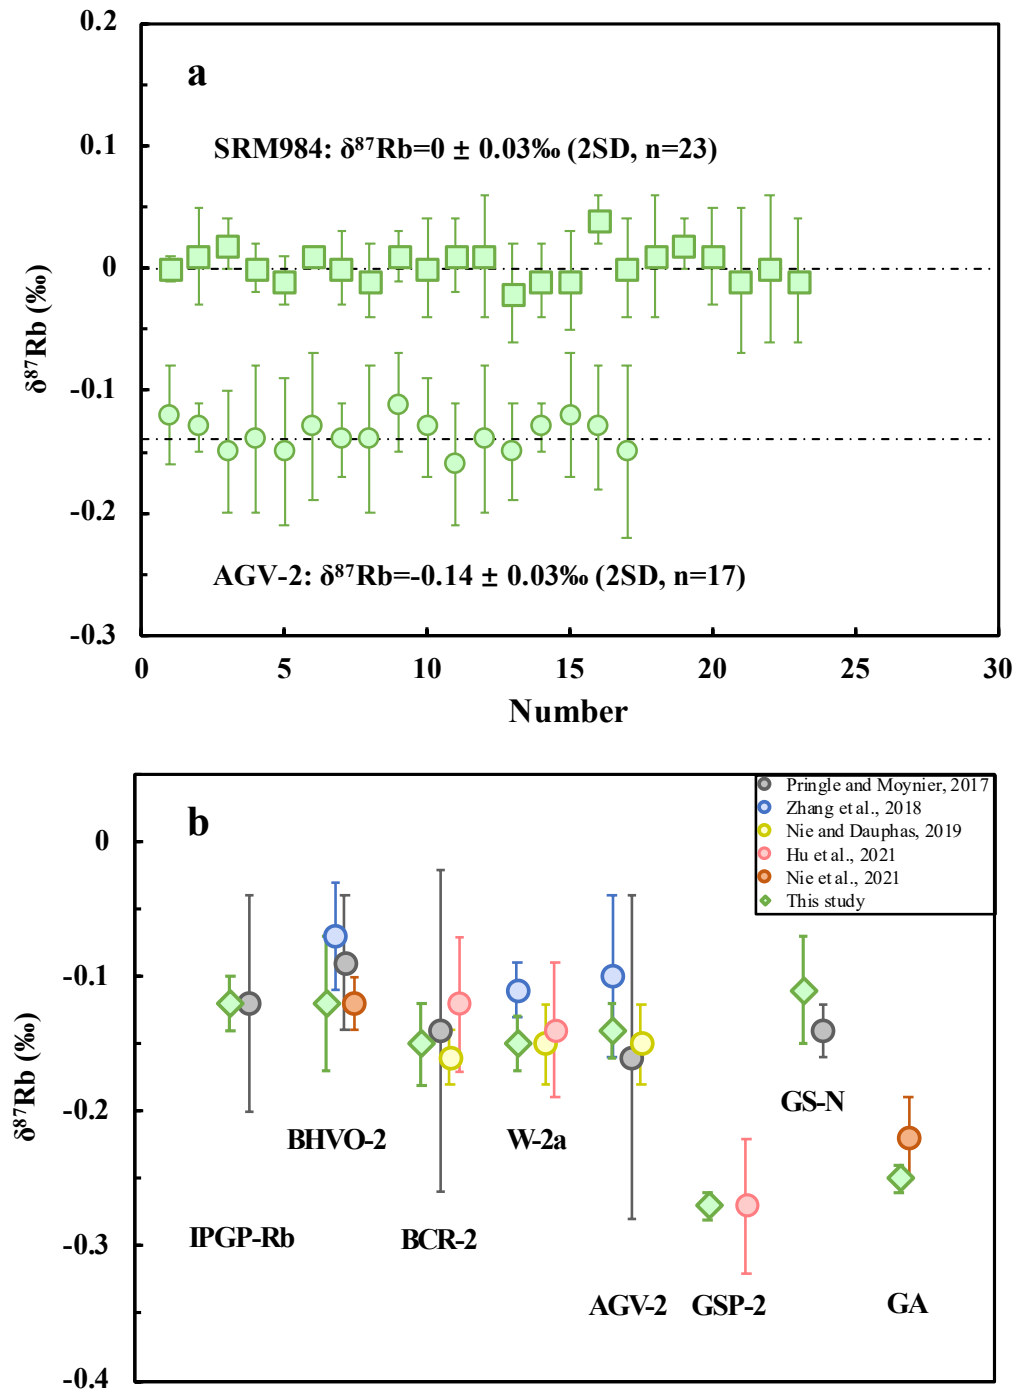 0.2
a
SRM984: δ⁸⁷Rb=0 ± 0.03‰ (2SD, n=23)
0.1
0
δ⁸⁷Rb (‰)
-0.1
-0.2
AGV-2: δ⁸⁷Rb=-0.14 ± 0.03‰ (2SD, n=17)
-0.3
0 5 10 15 20 25 30
Number
b
Pringle and Moynier, 2017
Zhang et al., 2018
Nie and Dauphas, 2019
Hu et al., 2021
Nie et al., 2021
This study
0
-0.1
δ⁸⁷Rb (‰)
-0.2
-0.3
-0.4
GS-N
BHVO-2
W-2a
IPGP-Rb
BCR-2
AGV-2
GSP-2
GA